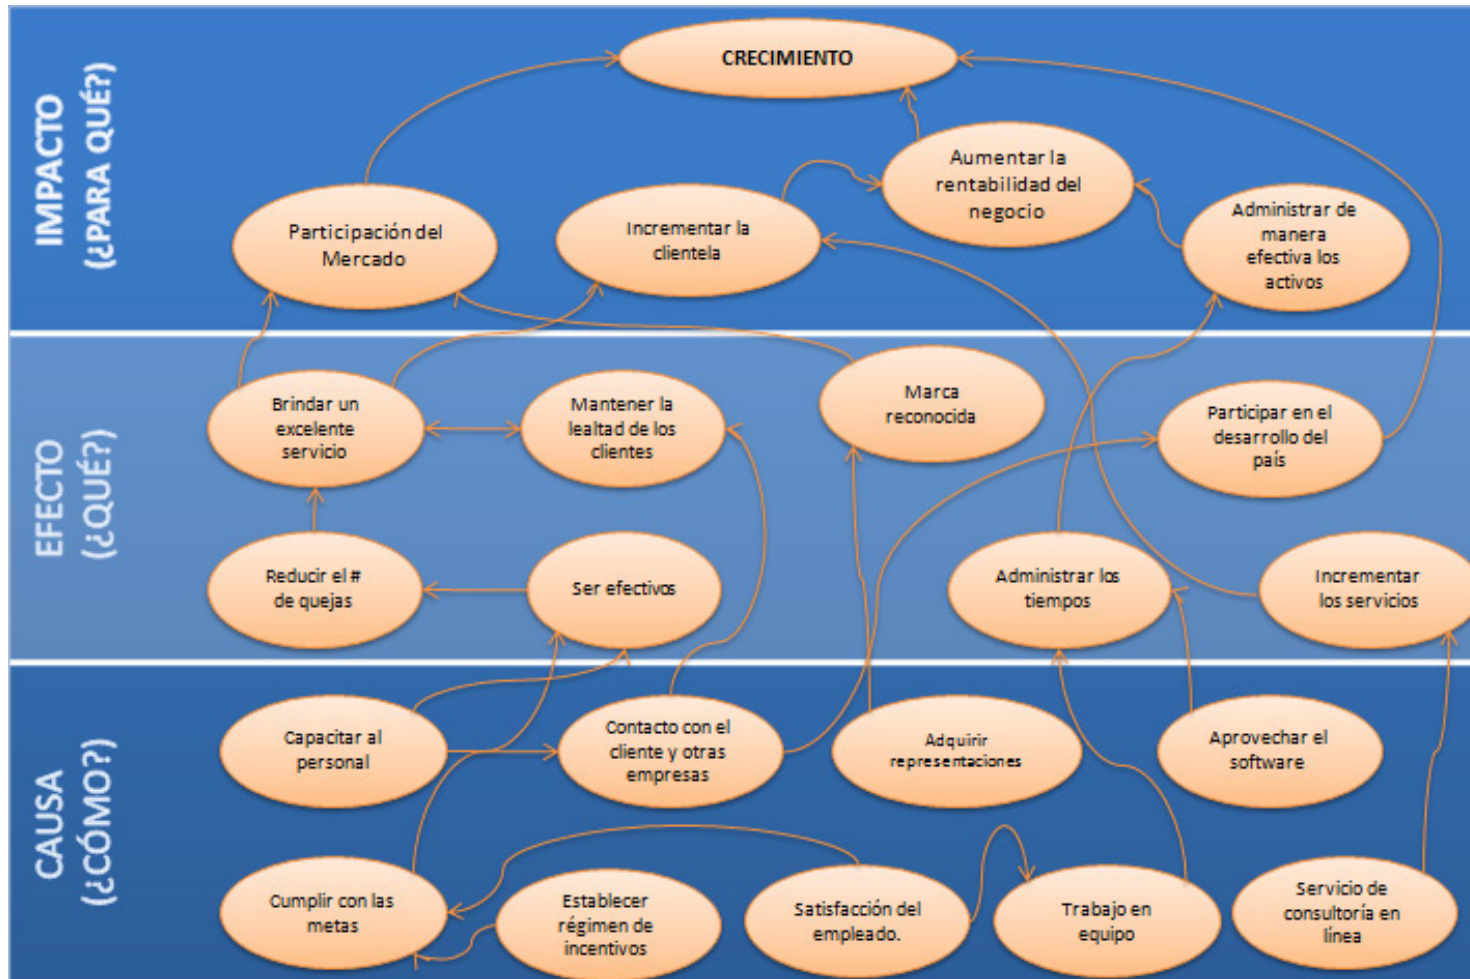 IMPACTO
(¿PARA QUÉ?)
CRECIMIENTO
Aumentar la
rentabilidad del
negocio
Participación del
Mercado
Incrementar la
clientela
Administrar de
manera
efectiva los
activos
EFECTO
(¿QUÉ?)
Brindar un
excelente
servicio
Mantener la
lealtad de los
clientes
Marca
reconocida
Participar en el
desarrollo del
país
Reducir el #
de quejas
Ser efectivos
Administrar los
tiempos
Incrementar
los servicios
CAUSA
(¿CÓMO?)
Capacitar al
personal
Contacto con el
cliente y otras
empresas
Adquirir
representaciones
Aprovechar el
software
Cumplir con las
metas
Establecer
régimen de
incentivos
Satisfacción del
empleado.
Trabajo en
equipo
Servicio de
consultoría en
línea